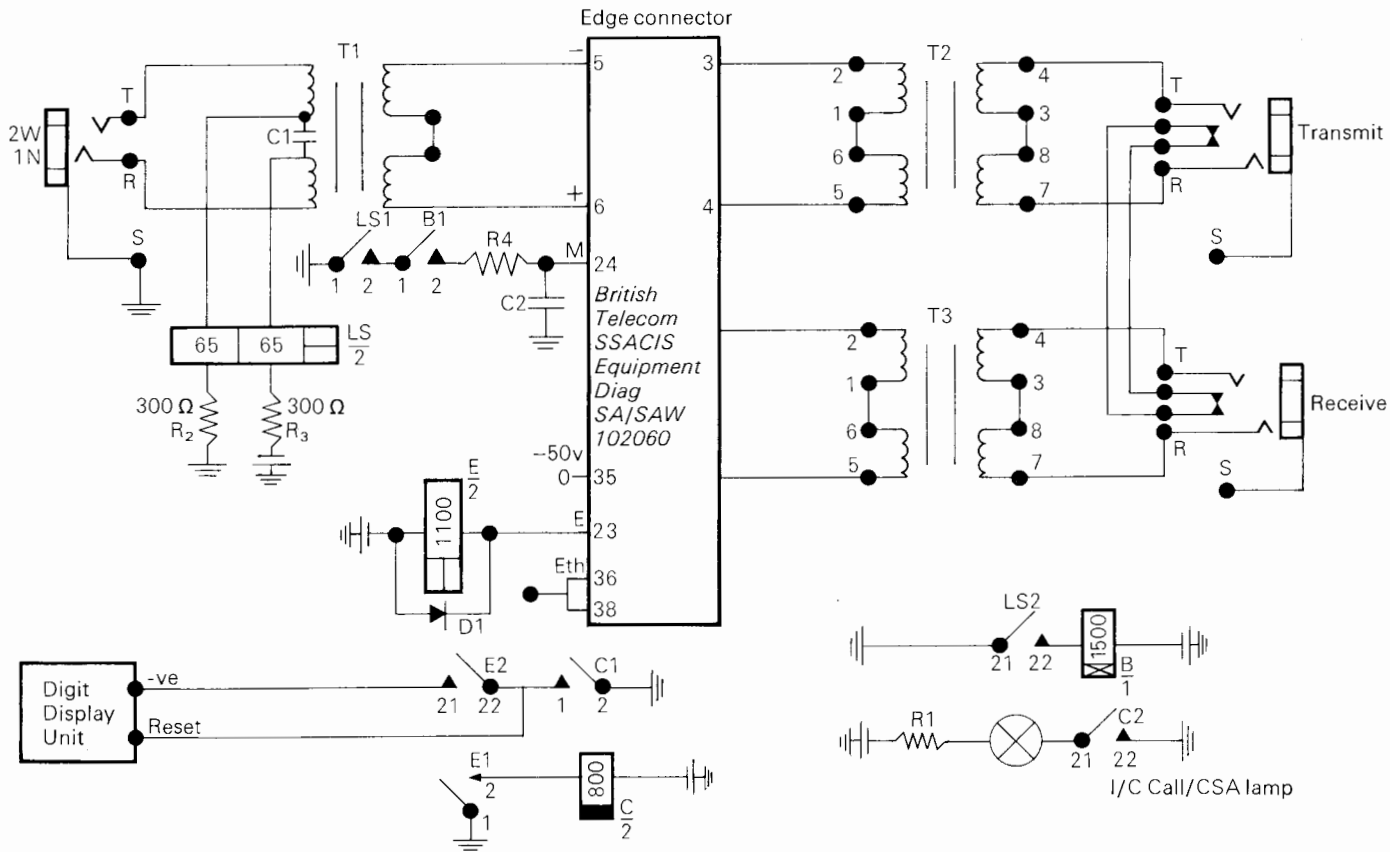 Edge connector
T1
T2
T3
2W
1N
T
R
S
C1
5
6
−
+
3
4
2
1
6
5
4
3
8
7
T
R
S
Transmit
LS1
B1
R4
M
24
1
2
1
2
C2
British
Telecom
SSACIS
Equipment
Diag
SA/SAW
102060
65
65
LS
2
300 Ω
R2
300 Ω
R3
2
1
6
5
4
3
8
7
T
R
S
Receive
−50v
0
35
E
2
1100
E
23
D1
Eth
36
38
LS2
21
22
1500
B
1
Digit
Display
Unit
-ve
Reset
E2
21
22
C1
1
2
E1
2
1
800
C
2
R1
C2
21
22
I/C Call/CSA lamp